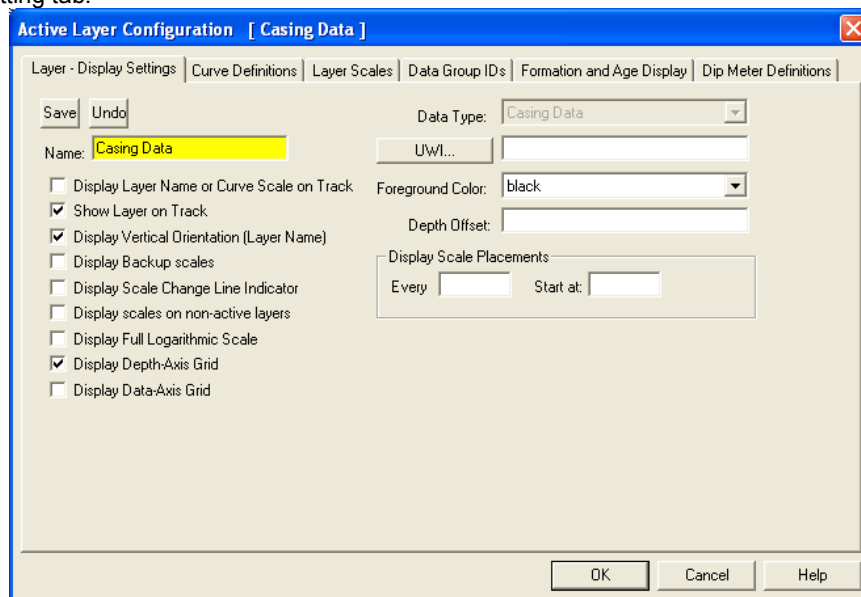 tting tab.
Active Layer Configuration [ Casing Data ]
Layer - Display Settings Curve Definitions Layer Scales Data Group IDs Formation and Age Display Dip Meter Definitions
Save Undo
Name: Casing Data
Display Layer Name or Curve Scale on Track
Show Layer on Track
Display Vertical Orientation (Layer Name)
Display Backup scales
Display Scale Change Line Indicator
Display scales on non-active layers
Display Full Logarithmic Scale
Display Depth-Axis Grid
Display Data-Axis Grid
Data Type: Casing Data
UWI...
Foreground Color: black
Depth Offset:
Display Scale Placements
Every Start at:
OK Cancel Help